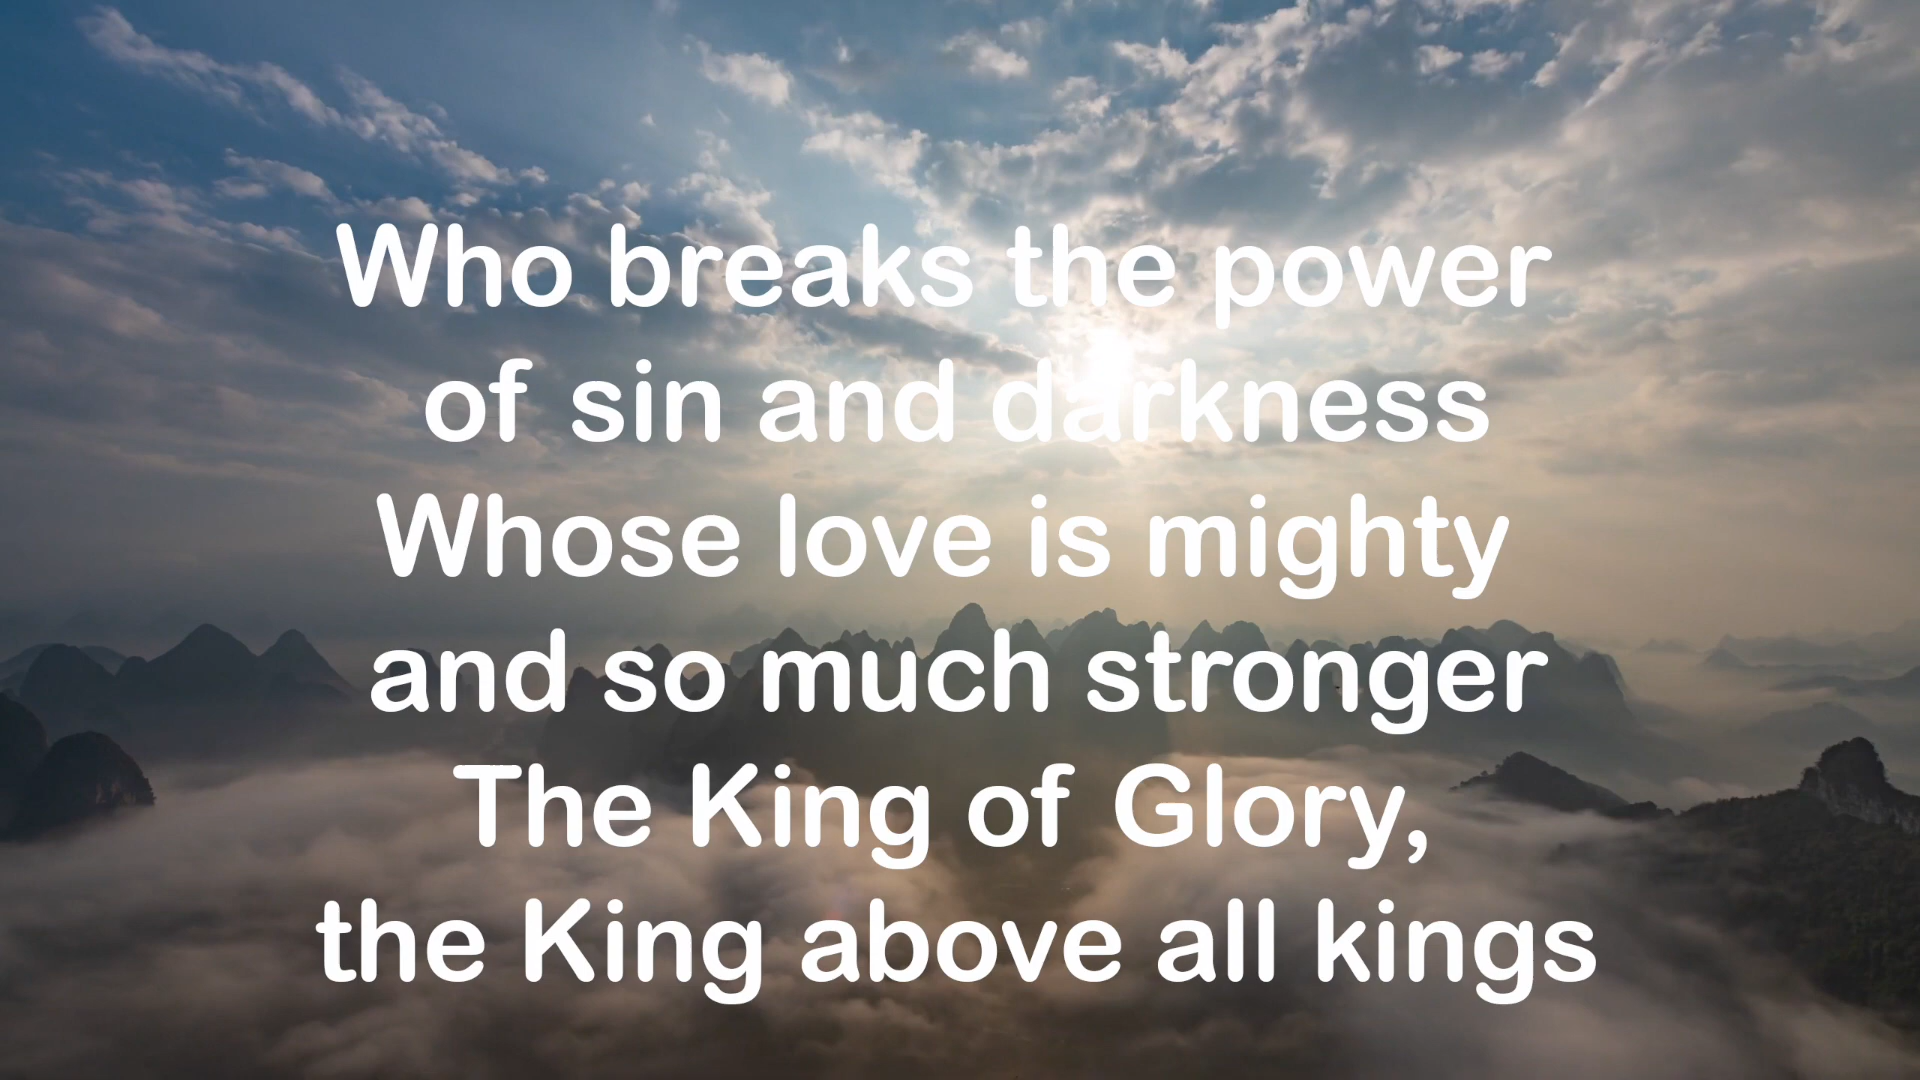 Who breaks the power
of sin and darkness
Whose love is mighty
and so much stronger
The King of Glory,
the King above all kings